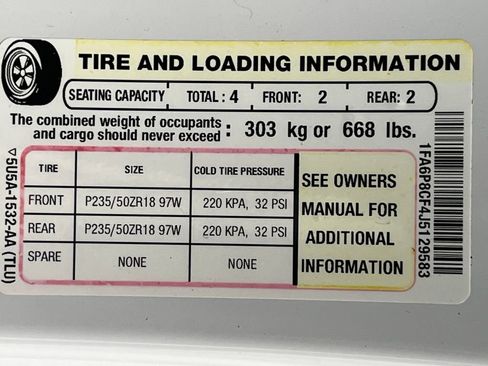 TIRE AND LOADING INFORMATION
SEATING CAPACITY TOTAL : 4 FRONT: 2 REAR: 2
The combined weight of occupants and cargo should never exceed : 303 kg or 668 lbs.
TIRE SIZE COLD TIRE PRESSURE
FRONT P235/50ZR18 97W 220 KPA, 32 PSI
REAR P235/50ZR18 97W 220 KPA, 32 PSI
SPARE NONE NONE
SEE OWNERS
MANUAL FOR
ADDITIONAL
INFORMATION
▽5U5A-1532-AA (TLU)
1FA6P8CF4J5129583